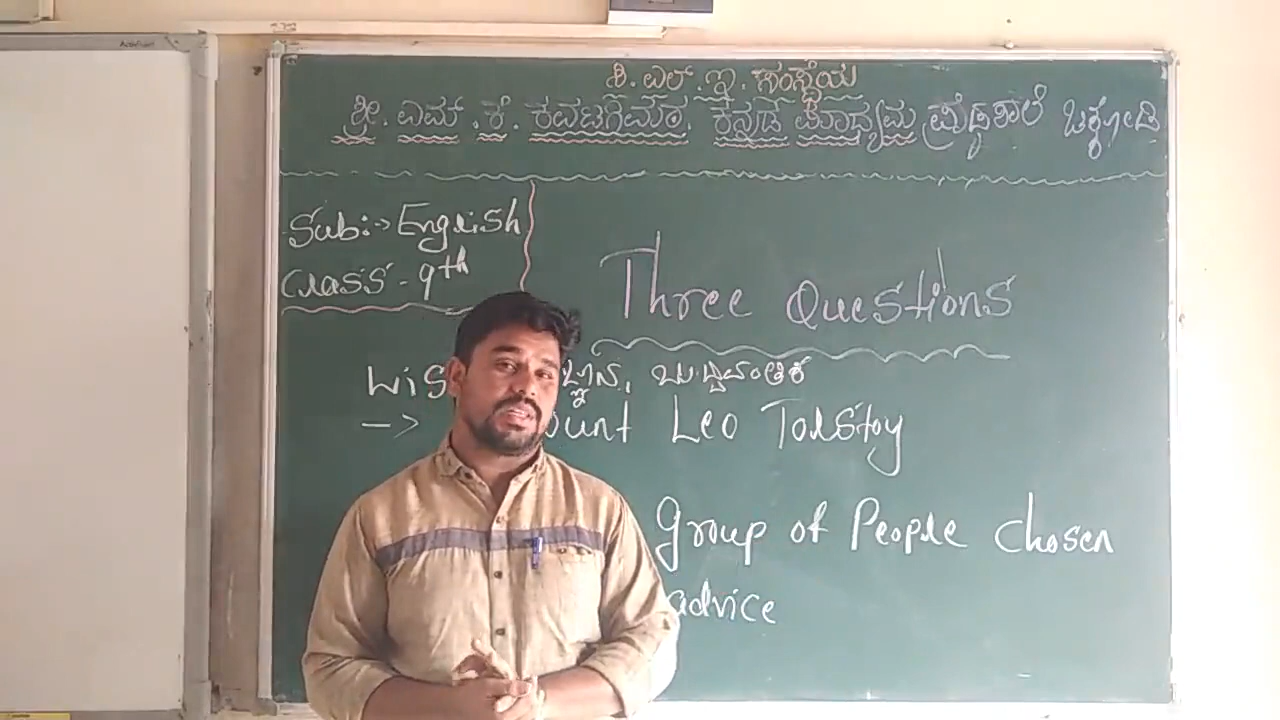 ಶಿ. ಎಲ್. ಇ. ಸಂಸ್ಥೆಯ
ಶ್ರೀ. ಎಮ್. ಕೆ. ಕವಟಗಿಮಠ ಕನ್ನಡ ಮಾಧ್ಯಮ ಪ್ರೌಢಶಾಲೆ
Sub:-> English
Class - 9th
Three Questions
Wis
-> ount Leo Tolstoy
group of People chosen
advice